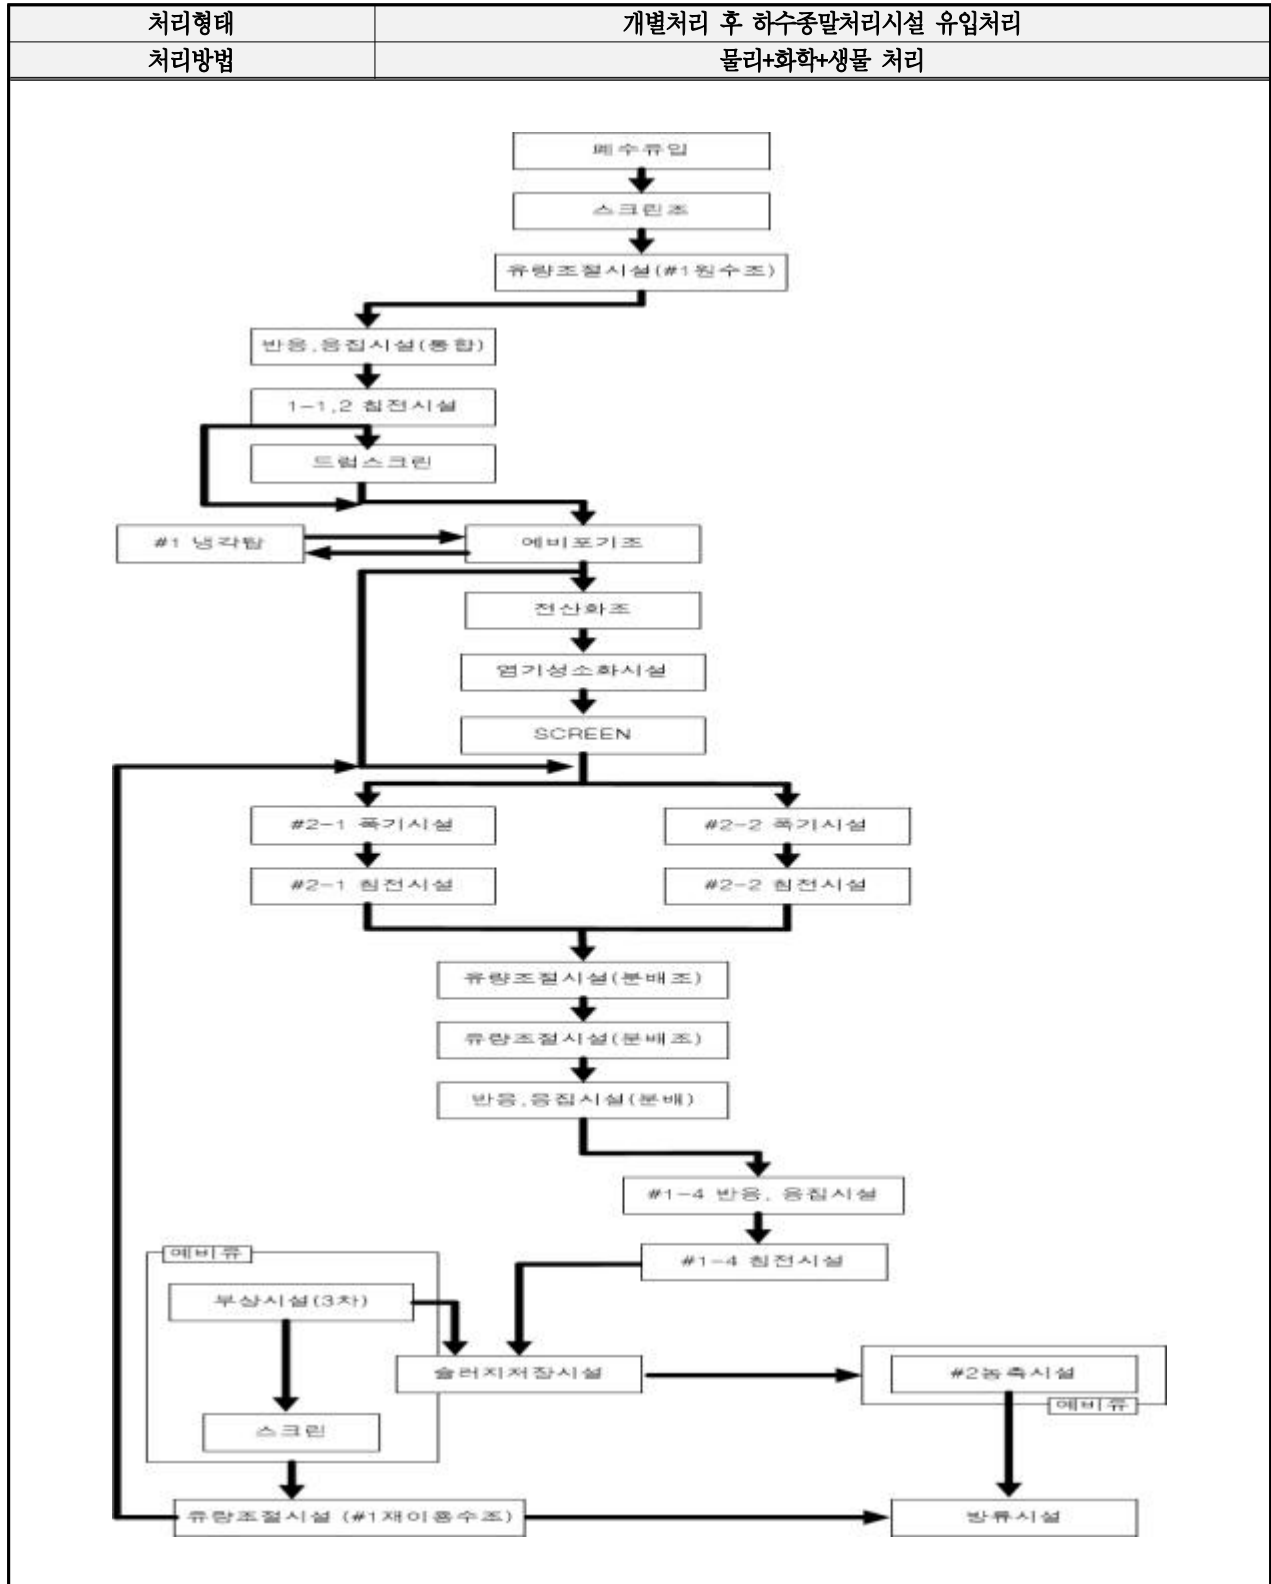 처리형태 개별처리 후 하수종말처리시설 유입처리
처리방법 물리+화학+생물 처리
폐수유입
스크린조
유량조절시설(#1원수조)
반응,응집시설(통합)
1-1,2 침전시설
드럼스크린
#1 냉각탑 예비포기조
전산화조
혐기성소화시설
SCREEN
#2-1 폭기시설 #2-2 폭기시설
#2-1 침전시설 #2-2 침전시설
유량조절시설(분배조)
유량조절시설(분배조)
반응,응집시설(분배)
#1-4 반응, 응집시설
#1-4 침전시설
예비류
부상시설(3차)
슬러지저장시설 #2농축시설
예비류
스크린
유량조절시설 (#1재이용수조) 방류시설